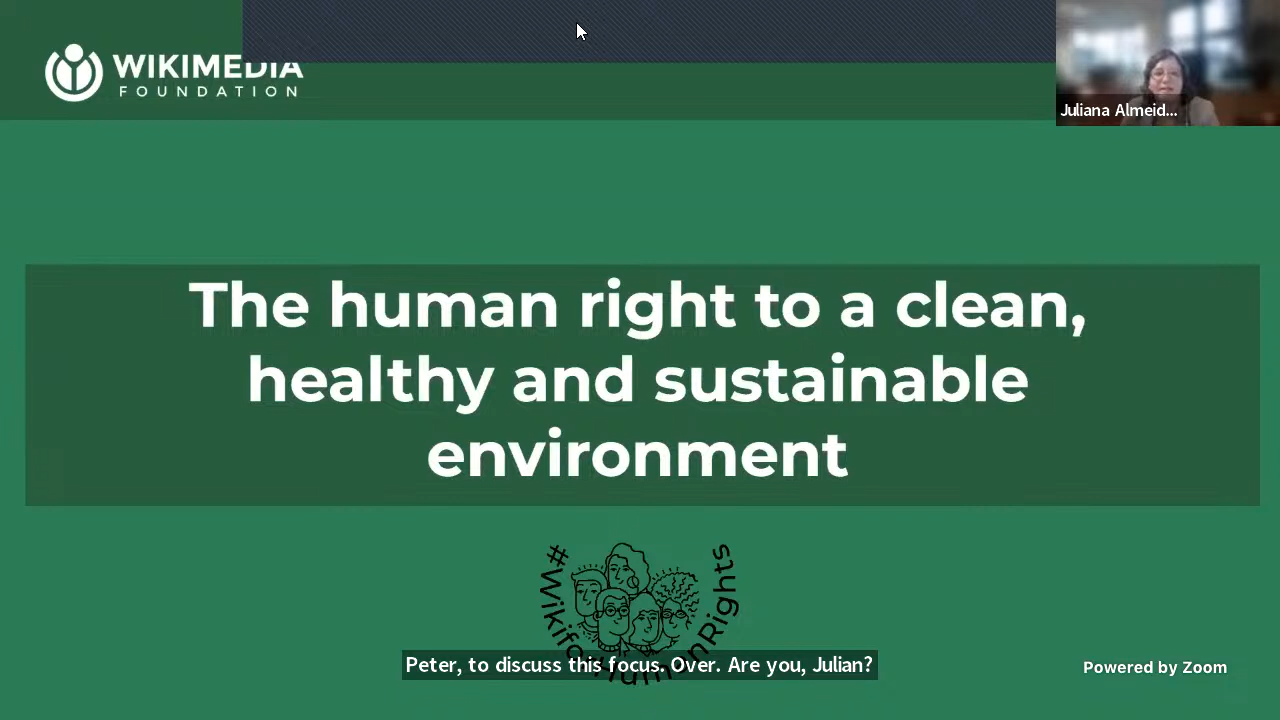 WIKIMEDIA
FOUNDATION
Juliana Almeid...
The human right to a clean,
healthy and sustainable
environment
#WikiforHumanRights
Peter, to discuss this focus. Over. Are you, Julian?
Powered by Zoom